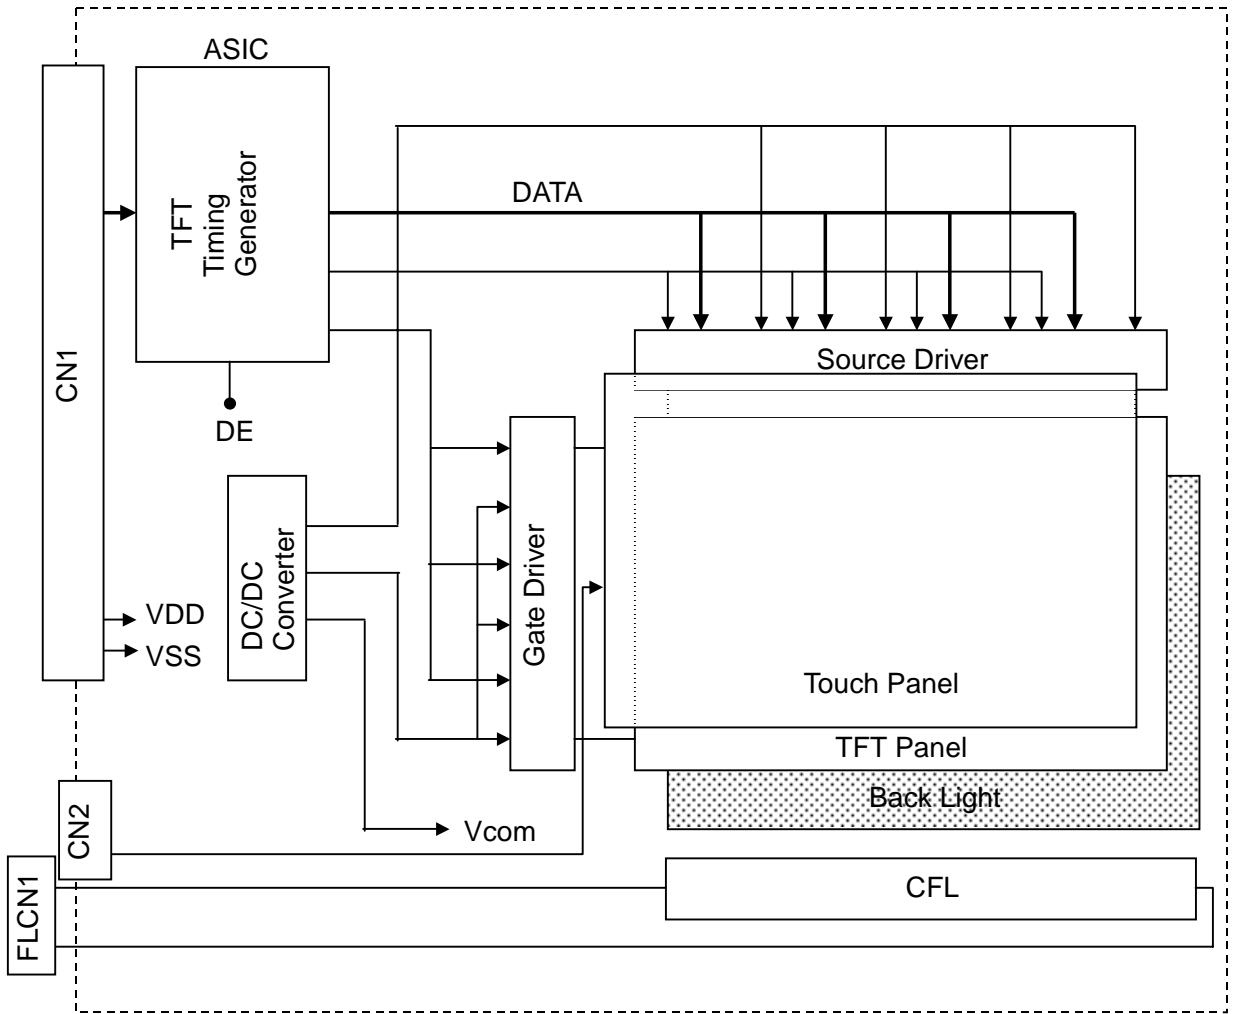 ASIC
CN1
TFT
Timing
Generator
DATA
Source Driver
DE
DC/DC
Converter
Gate Driver
VDD
VSS
Touch Panel
TFT Panel
Back Light
CN2
Vcom
FLCN1
CFL